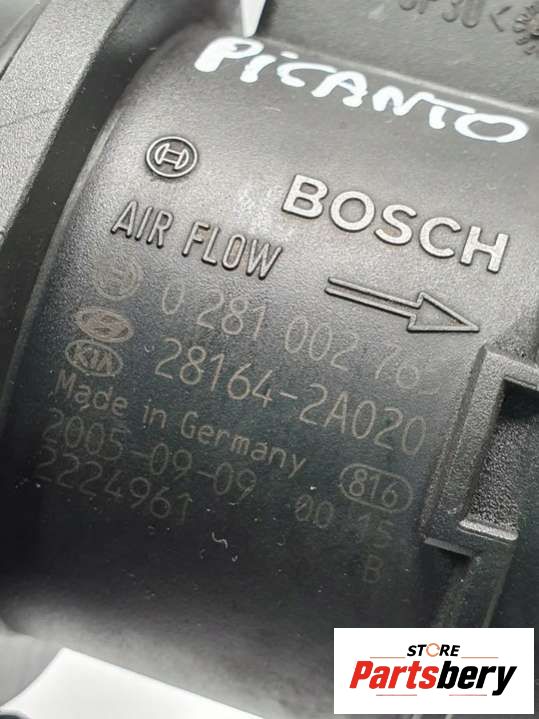 PICANTO
BOSCH
AIR FLOW
0 281 002
28164-2A020
KIA
Made in Germany
2005-09-09 00 15
816
2224961 B
STORE
Partsbery